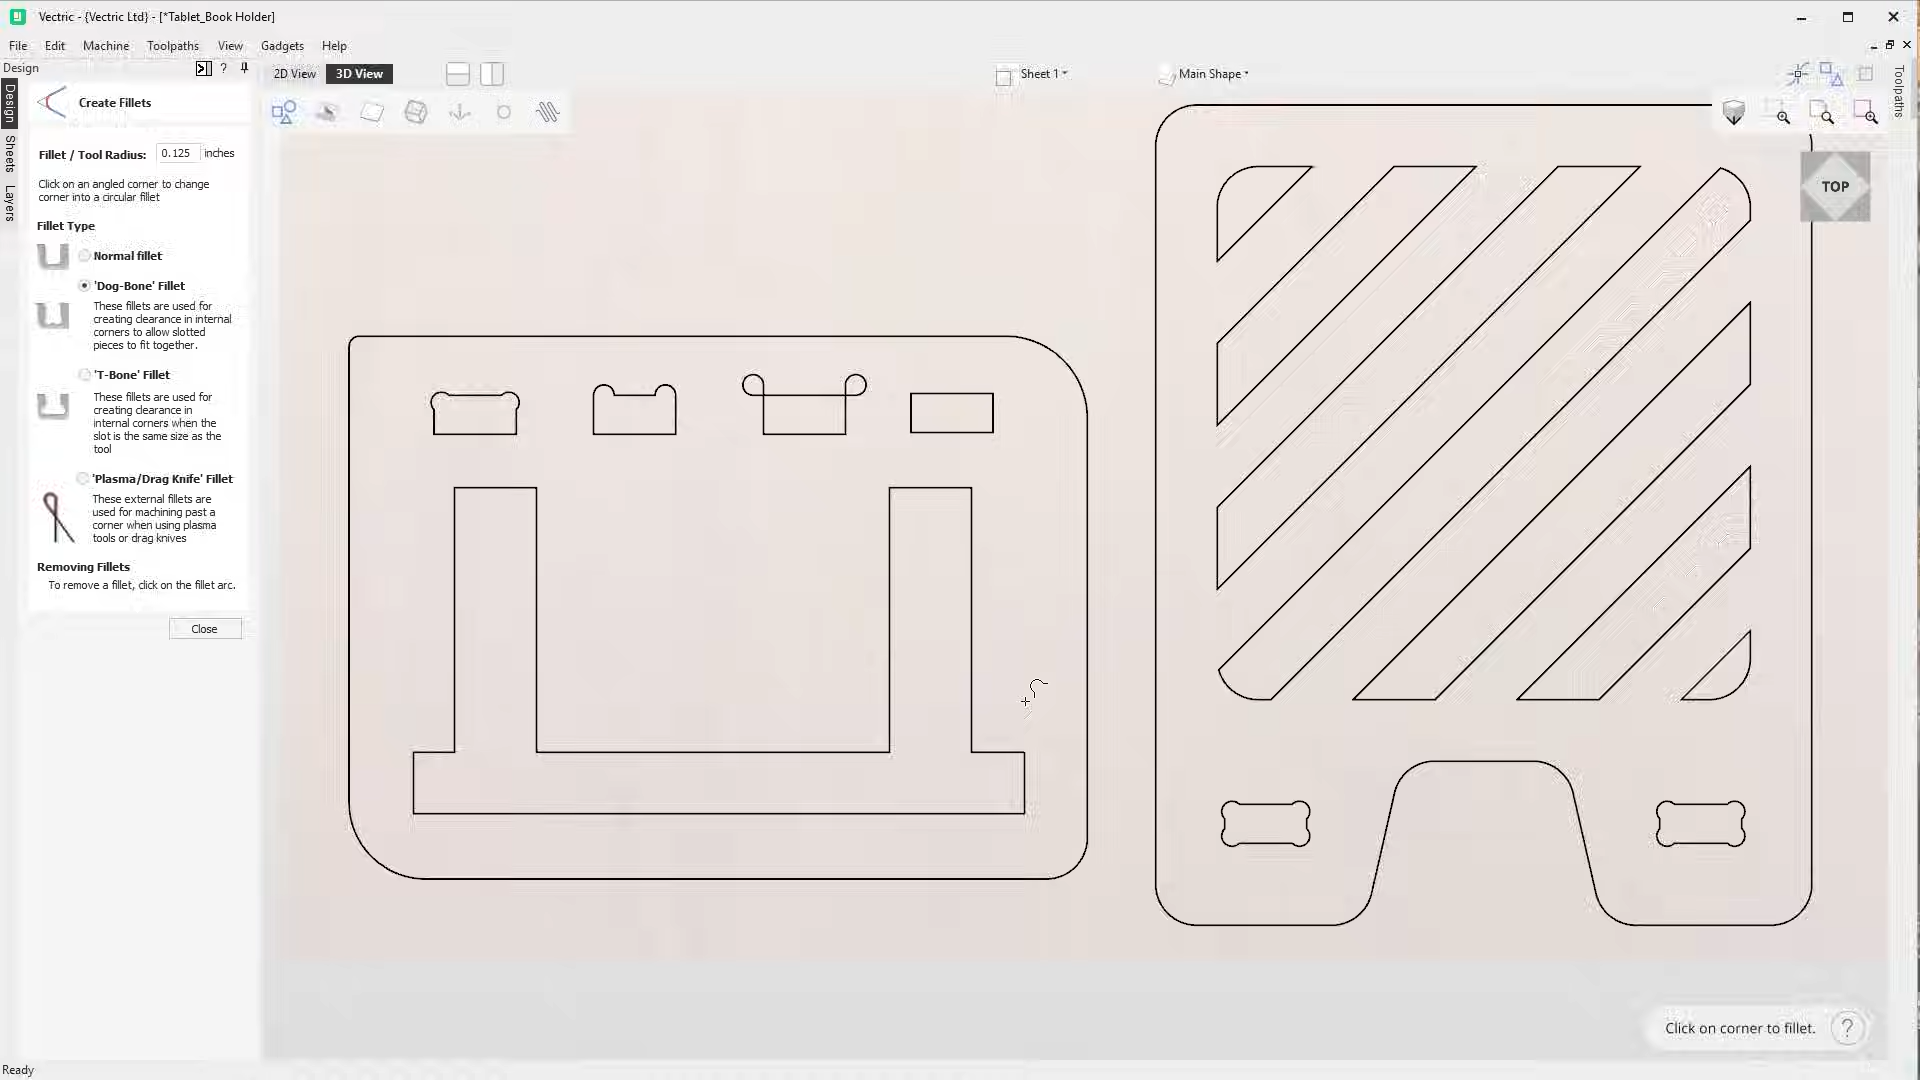 Vectric - {Vectric Ltd} - [*Tablet_Book Holder]
File Edit Machine Toolpaths View Gadgets Help
Design
2D View 3D View Sheet 1 Main Shape
Toolpaths
Design
Sheets
Layers
Create Fillets
Fillet / Tool Radius: 0.125 inches
Click on an angled corner to change
corner into a circular fillet
Fillet Type
Normal fillet
'Dog-Bone' Fillet
These fillets are used for
creating clearance in internal
corners to allow slotted
pieces to fit together.
'T-Bone' Fillet
These fillets are used for
creating clearance in
internal corners when the
slot is the same size as the
tool
'Plasma/Drag Knife' Fillet
These external fillets are
used for machining past a
corner when using plasma
tools or drag knives
Removing Fillets
To remove a fillet, click on the fillet arc.
Close
TOP
Click on corner to fillet. ?
Ready